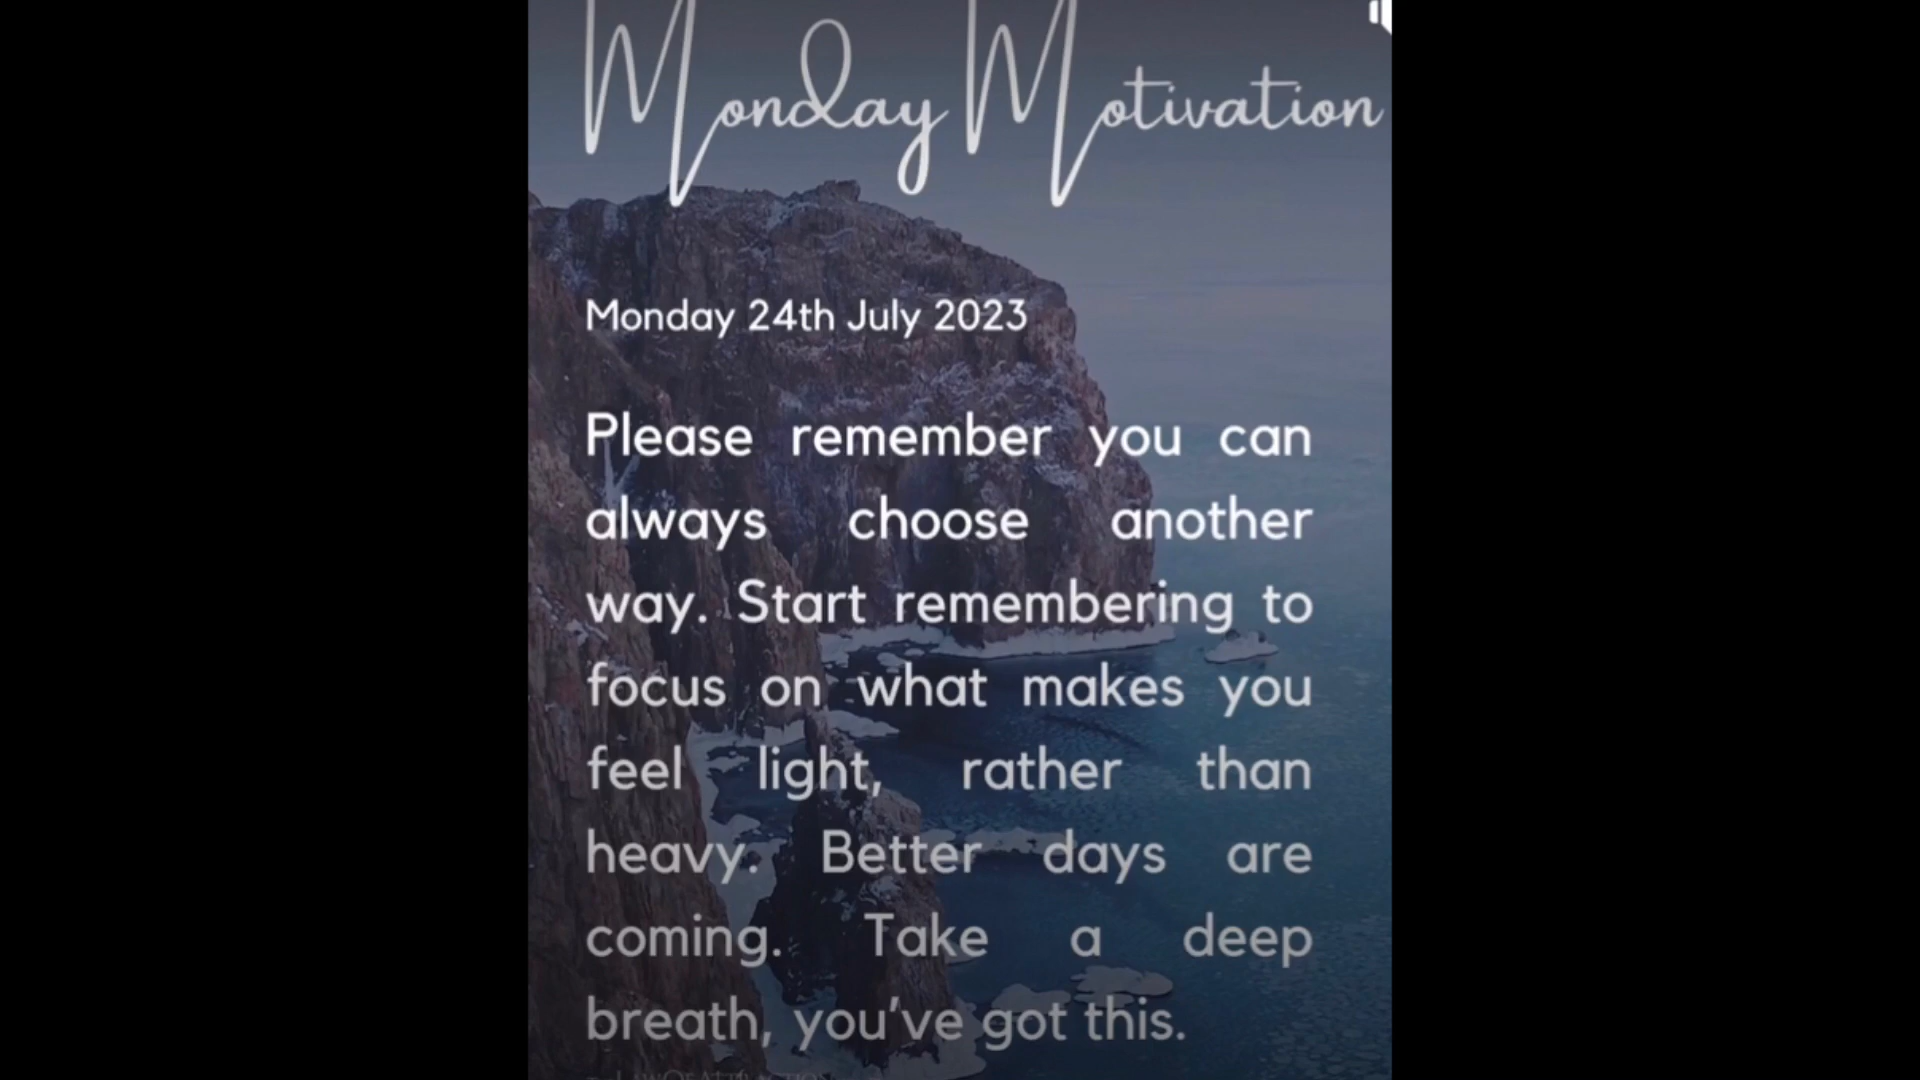 Monday Motivation
Monday 24th July 2023
Please remember you can
always choose another
way. Start remembering to
focus on what makes you
feel light, rather than
heavy. Better days are
coming. Take a deep
breath, you've got this.